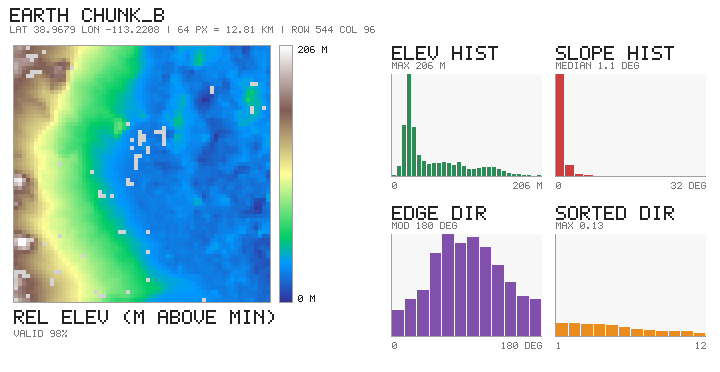 EARTH CHUNK_B
LAT 38.9679 LON -113.2208 | 64 PX = 12.81 KM | ROW 544 COL 96
206 M
0 M
REL ELEV (M ABOVE MIN)
VALID 98%
ELEV HIST
MAX 206 M
0 206 M
SLOPE HIST
MEDIAN 1.1 DEG
0 32 DEG
EDGE DIR
MOD 180 DEG
0 180 DEG
SORTED DIR
MAX 0.13
1 12